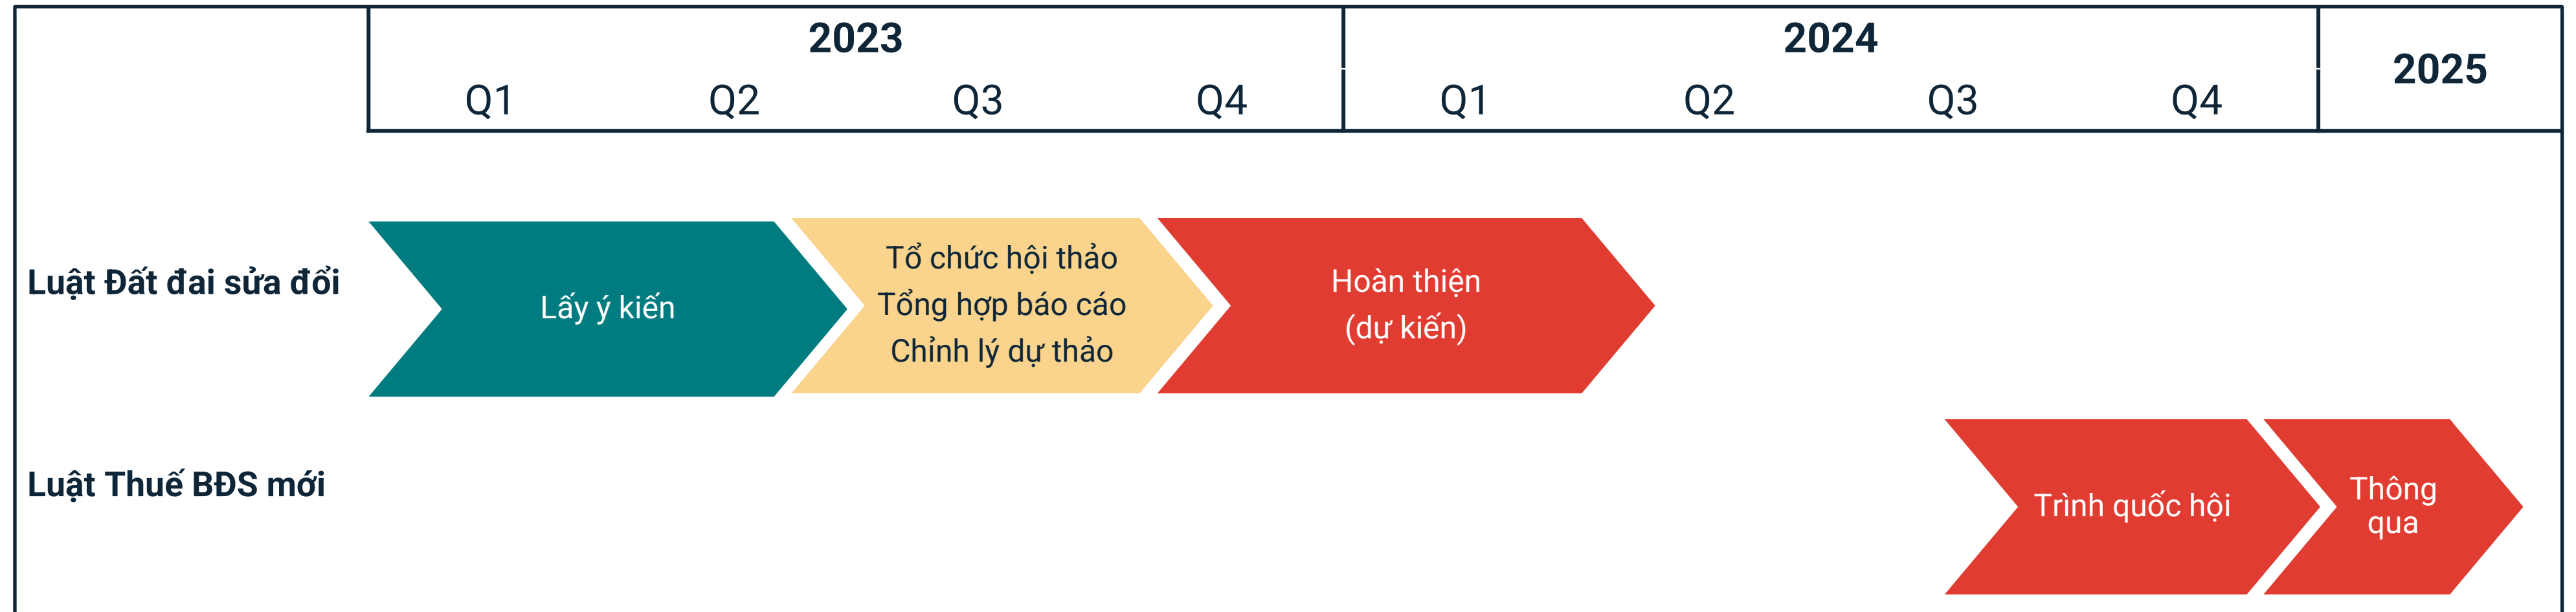 2023
2024
2025
Q1
Q2
Q3
Q4
Q1
Q2
Q3
Q4
Luật Đất đai sửa đổi
Lấy ý kiến
Tổ chức hội thảo
Tổng hợp báo cáo
Chỉnh lý dự thảo
Hoàn thiện
(dự kiến)
Luật Thuế BĐS mới
Trình quốc hội
Thông
qua